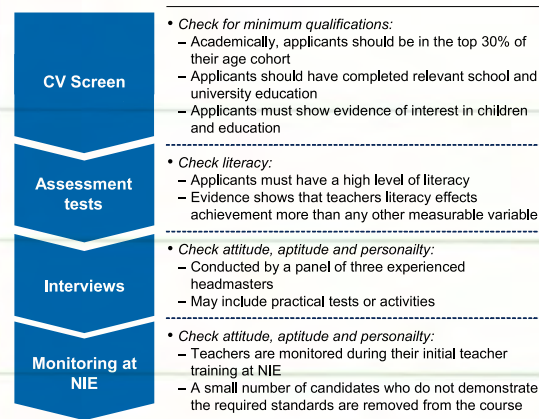 CV Screen
• Check for minimum qualifications:
– Academically, applicants should be in the top 30% of
their age cohort
– Applicants should have completed relevant school and
university education
– Applicants must show evidence of interest in children
and education
Assessment
tests
• Check literacy:
– Applicants must have a high level of literacy
– Evidence shows that teachers literacy effects
achievement more than any other measurable variable
Interviews
• Check attitude, aptitude and personailty:
– Conducted by a panel of three experienced
headmasters
– May include practical tests or activities
Monitoring at
NIE
• Check attitude, aptitude and personailty:
– Teachers are monitored during their initial teacher
training at NIE
– A small number of candidates who do not demonstrate
the required standards are removed from the course